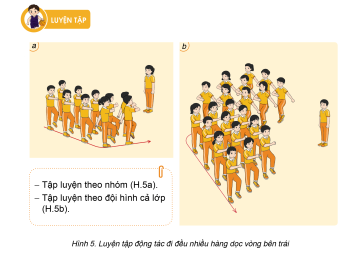 LUYỆN TẬP
a
b
– Tập luyện theo nhóm (H.5a).
– Tập luyện theo đội hình cả lớp
(H.5b).
Hình 5. Luyện tập động tác đi đều nhiều hàng dọc vòng bên trái